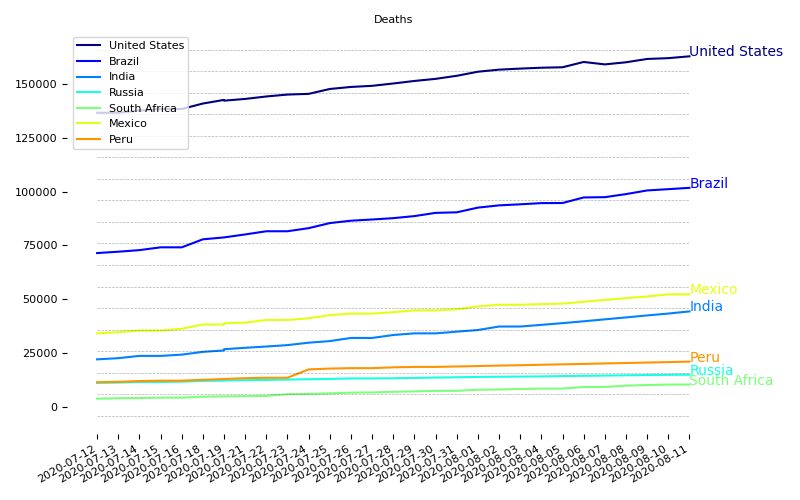 Deaths
United States
Brazil
India
Russia
South Africa
Mexico
Peru
150000
125000
100000
75000
50000
25000
0
United States
Brazil
Mexico
India
Peru
Russia
South Africa
2020-07-12
2020-07-13
2020-07-14
2020-07-15
2020-07-16
2020-07-18
2020-07-19
2020-07-21
2020-07-22
2020-07-23
2020-07-24
2020-07-25
2020-07-26
2020-07-27
2020-07-28
2020-07-29
2020-07-30
2020-07-31
2020-08-01
2020-08-02
2020-08-03
2020-08-04
2020-08-05
2020-08-06
2020-08-07
2020-08-08
2020-08-09
2020-08-10
2020-08-11